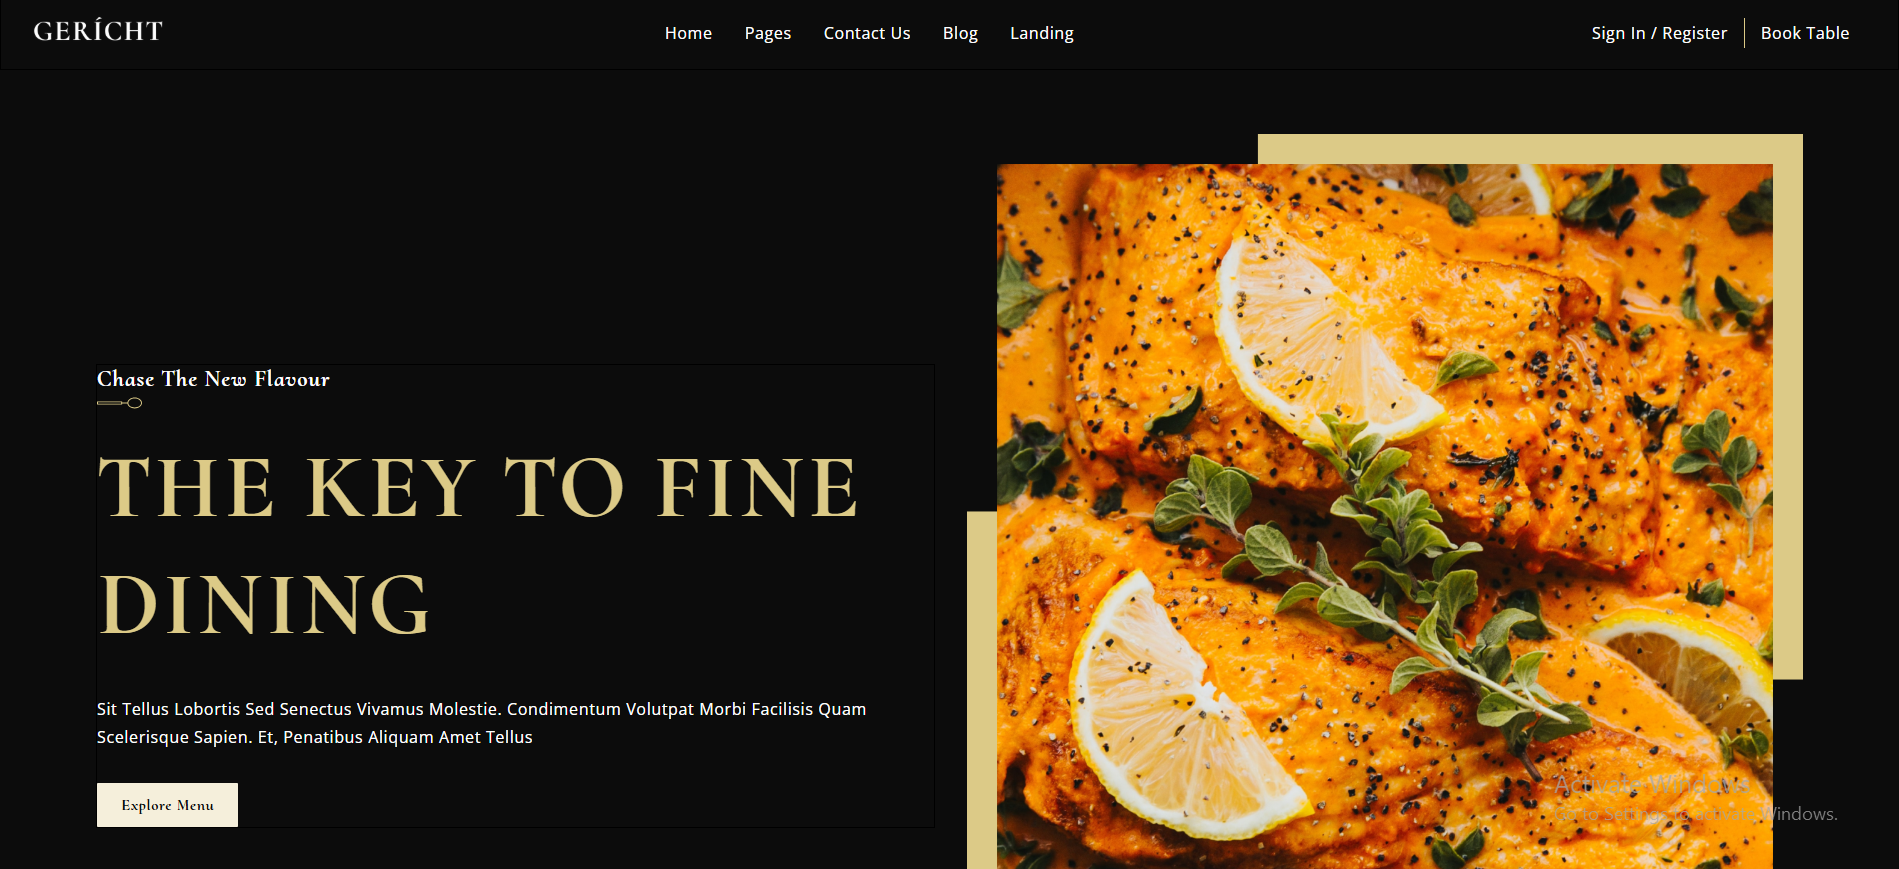 GERÍCHT
Home Pages Contact Us Blog Landing
Sign In / Register Book Table
Chase The New Flavour
THE KEY TO FINE
DINING
Sit Tellus Lobortis Sed Senectus Vivamus Molestie. Condimentum Volutpat Morbi Facilisis Quam
Scelerisque Sapien. Et, Penatibus Aliquam Amet Tellus
Explore Menu
Activate Windows
Go to Settings to activate Windows.